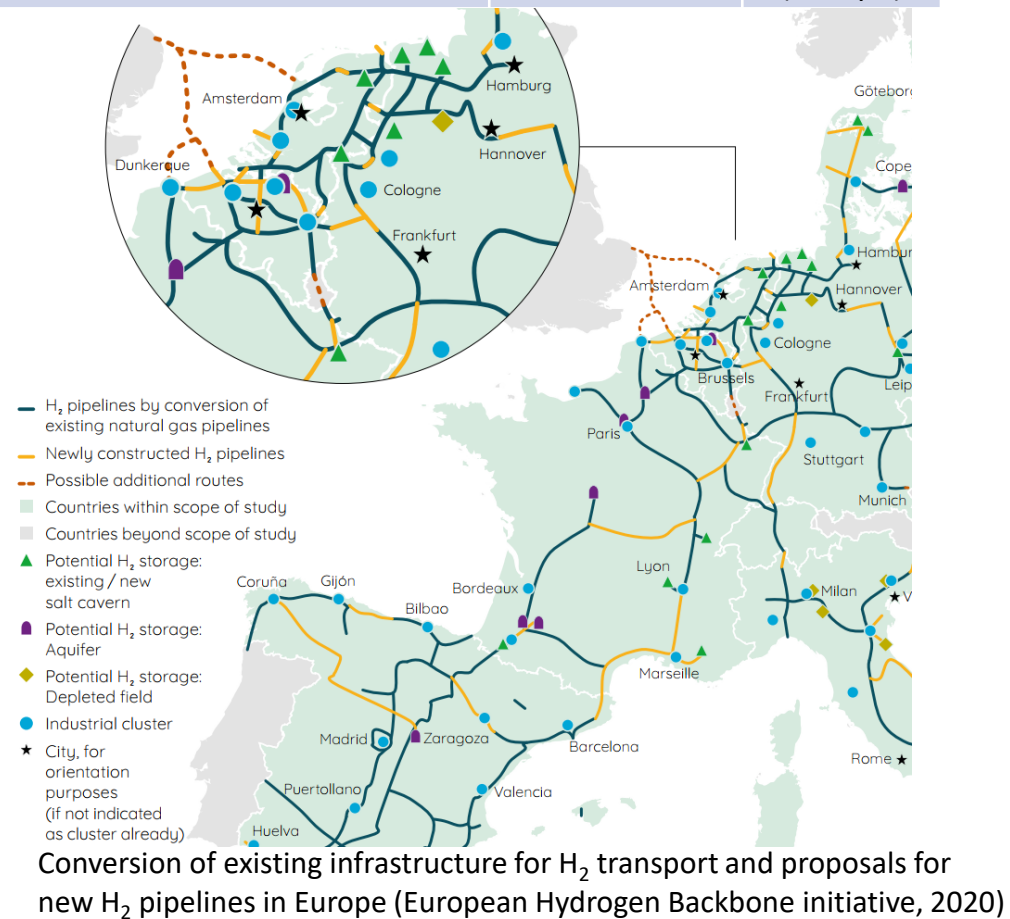 Amsterdam
Hamburg
Hannover
Dunkerque
Cologne
Frankfurt
Göteborg
Cope
Hambur
Amsterdam
Hannover
Cologne
Brussels
Leip
Frankfurt
Paris
Stuttgart
Munich
Lyon
Milan
V
Coruña
Gijón
Bordeaux
Bilbao
Marseille
Madrid
Zaragoza
Barcelona
Rome
Puertollano
Valencia
Huelva
H₂ pipelines by conversion of
existing natural gas pipelines
Newly constructed H₂ pipelines
Possible additional routes
Countries within scope of study
Countries beyond scope of study
Potential H₂ storage:
existing / new
salt cavern
Potential H₂ storage:
Aquifer
Potential H₂ storage:
Depleted field
Industrial cluster
City, for
orientation
purposes
(if not indicated
as cluster already)
Conversion of existing infrastructure for H₂ transport and proposals for
new H₂ pipelines in Europe (European Hydrogen Backbone initiative, 2020)